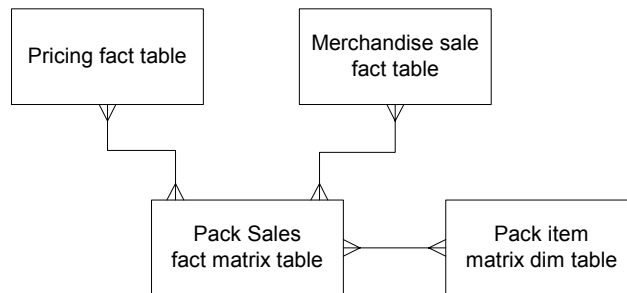 Pricing fact table
Merchandise sale
fact table
Pack Sales
fact matrix table
Pack item
matrix dim table